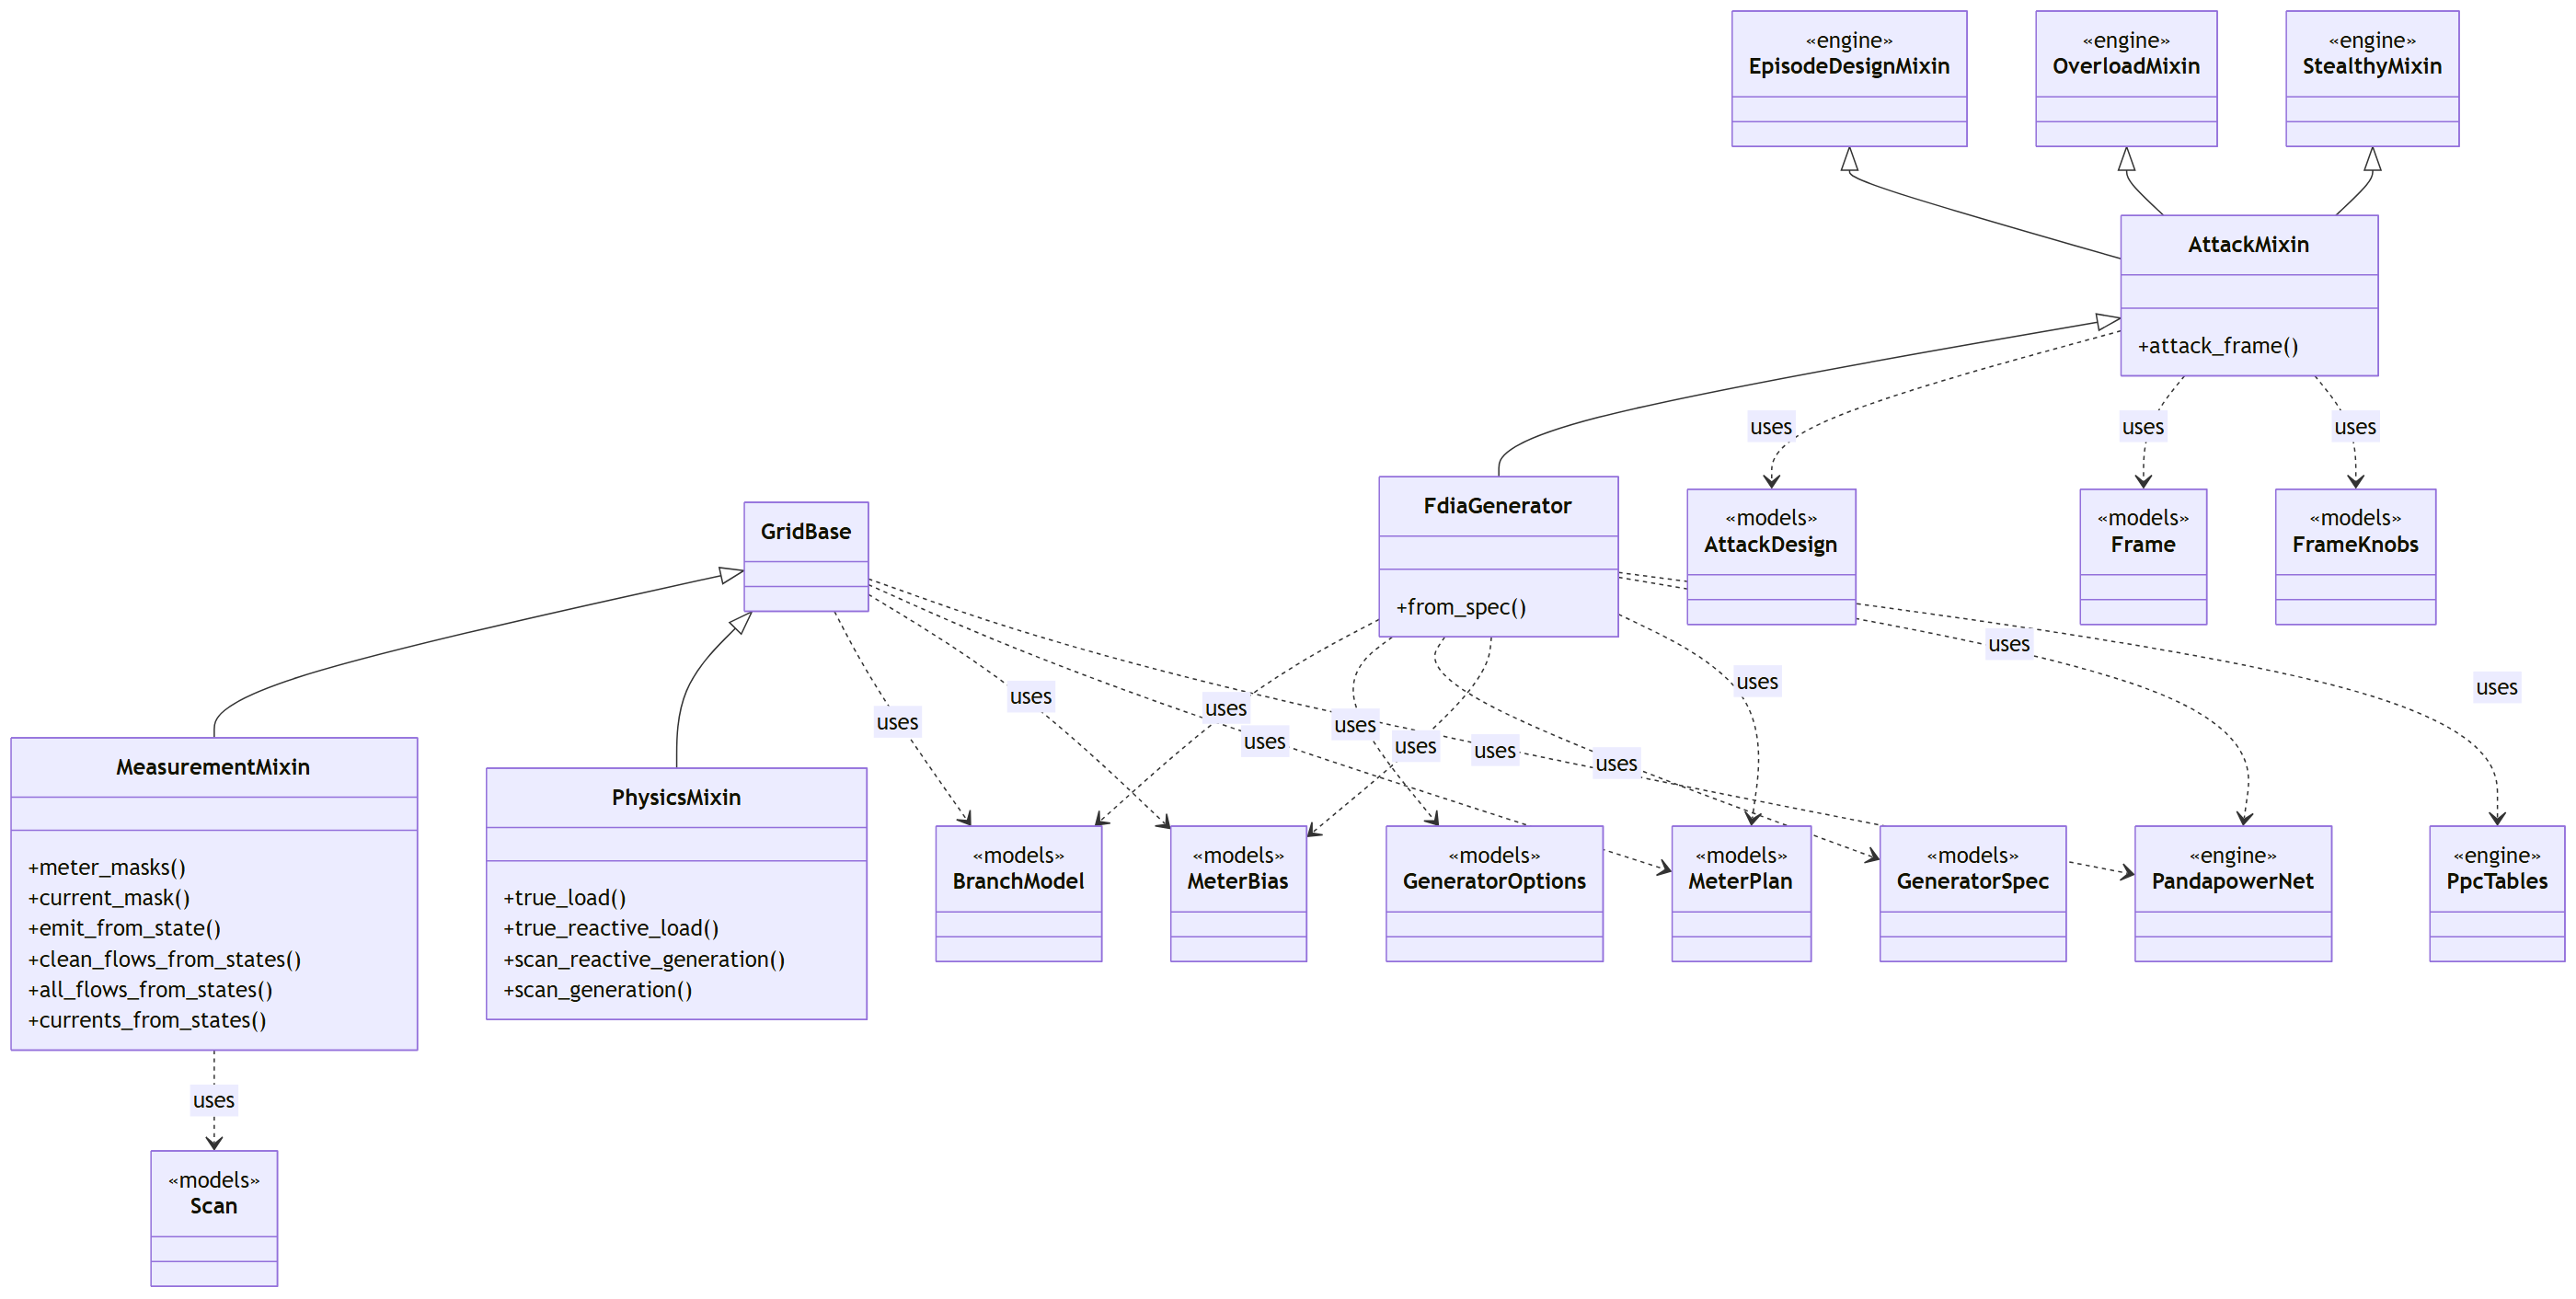 «engine»
EpisodeDesignMixin
«engine»
OverloadMixin
«engine»
StealthyMixin
AttackMixin
+attack_frame()
uses
uses
uses
GridBase
FdiaGenerator
+from_spec()
«models»
AttackDesign
«models»
Frame
«models»
FrameKnobs
uses
uses
uses
uses
uses
uses
uses
uses
uses
uses
uses
MeasurementMixin
+meter_masks()
+current_mask()
+emit_from_state()
+clean_flows_from_states()
+all_flows_from_states()
+currents_from_states()
PhysicsMixin
+true_load()
+true_reactive_load()
+scan_reactive_generation()
+scan_generation()
«models»
BranchModel
«models»
MeterBias
«models»
GeneratorOptions
«models»
MeterPlan
«models»
GeneratorSpec
«engine»
PandapowerNet
«engine»
PpcTables
uses
«models»
Scan